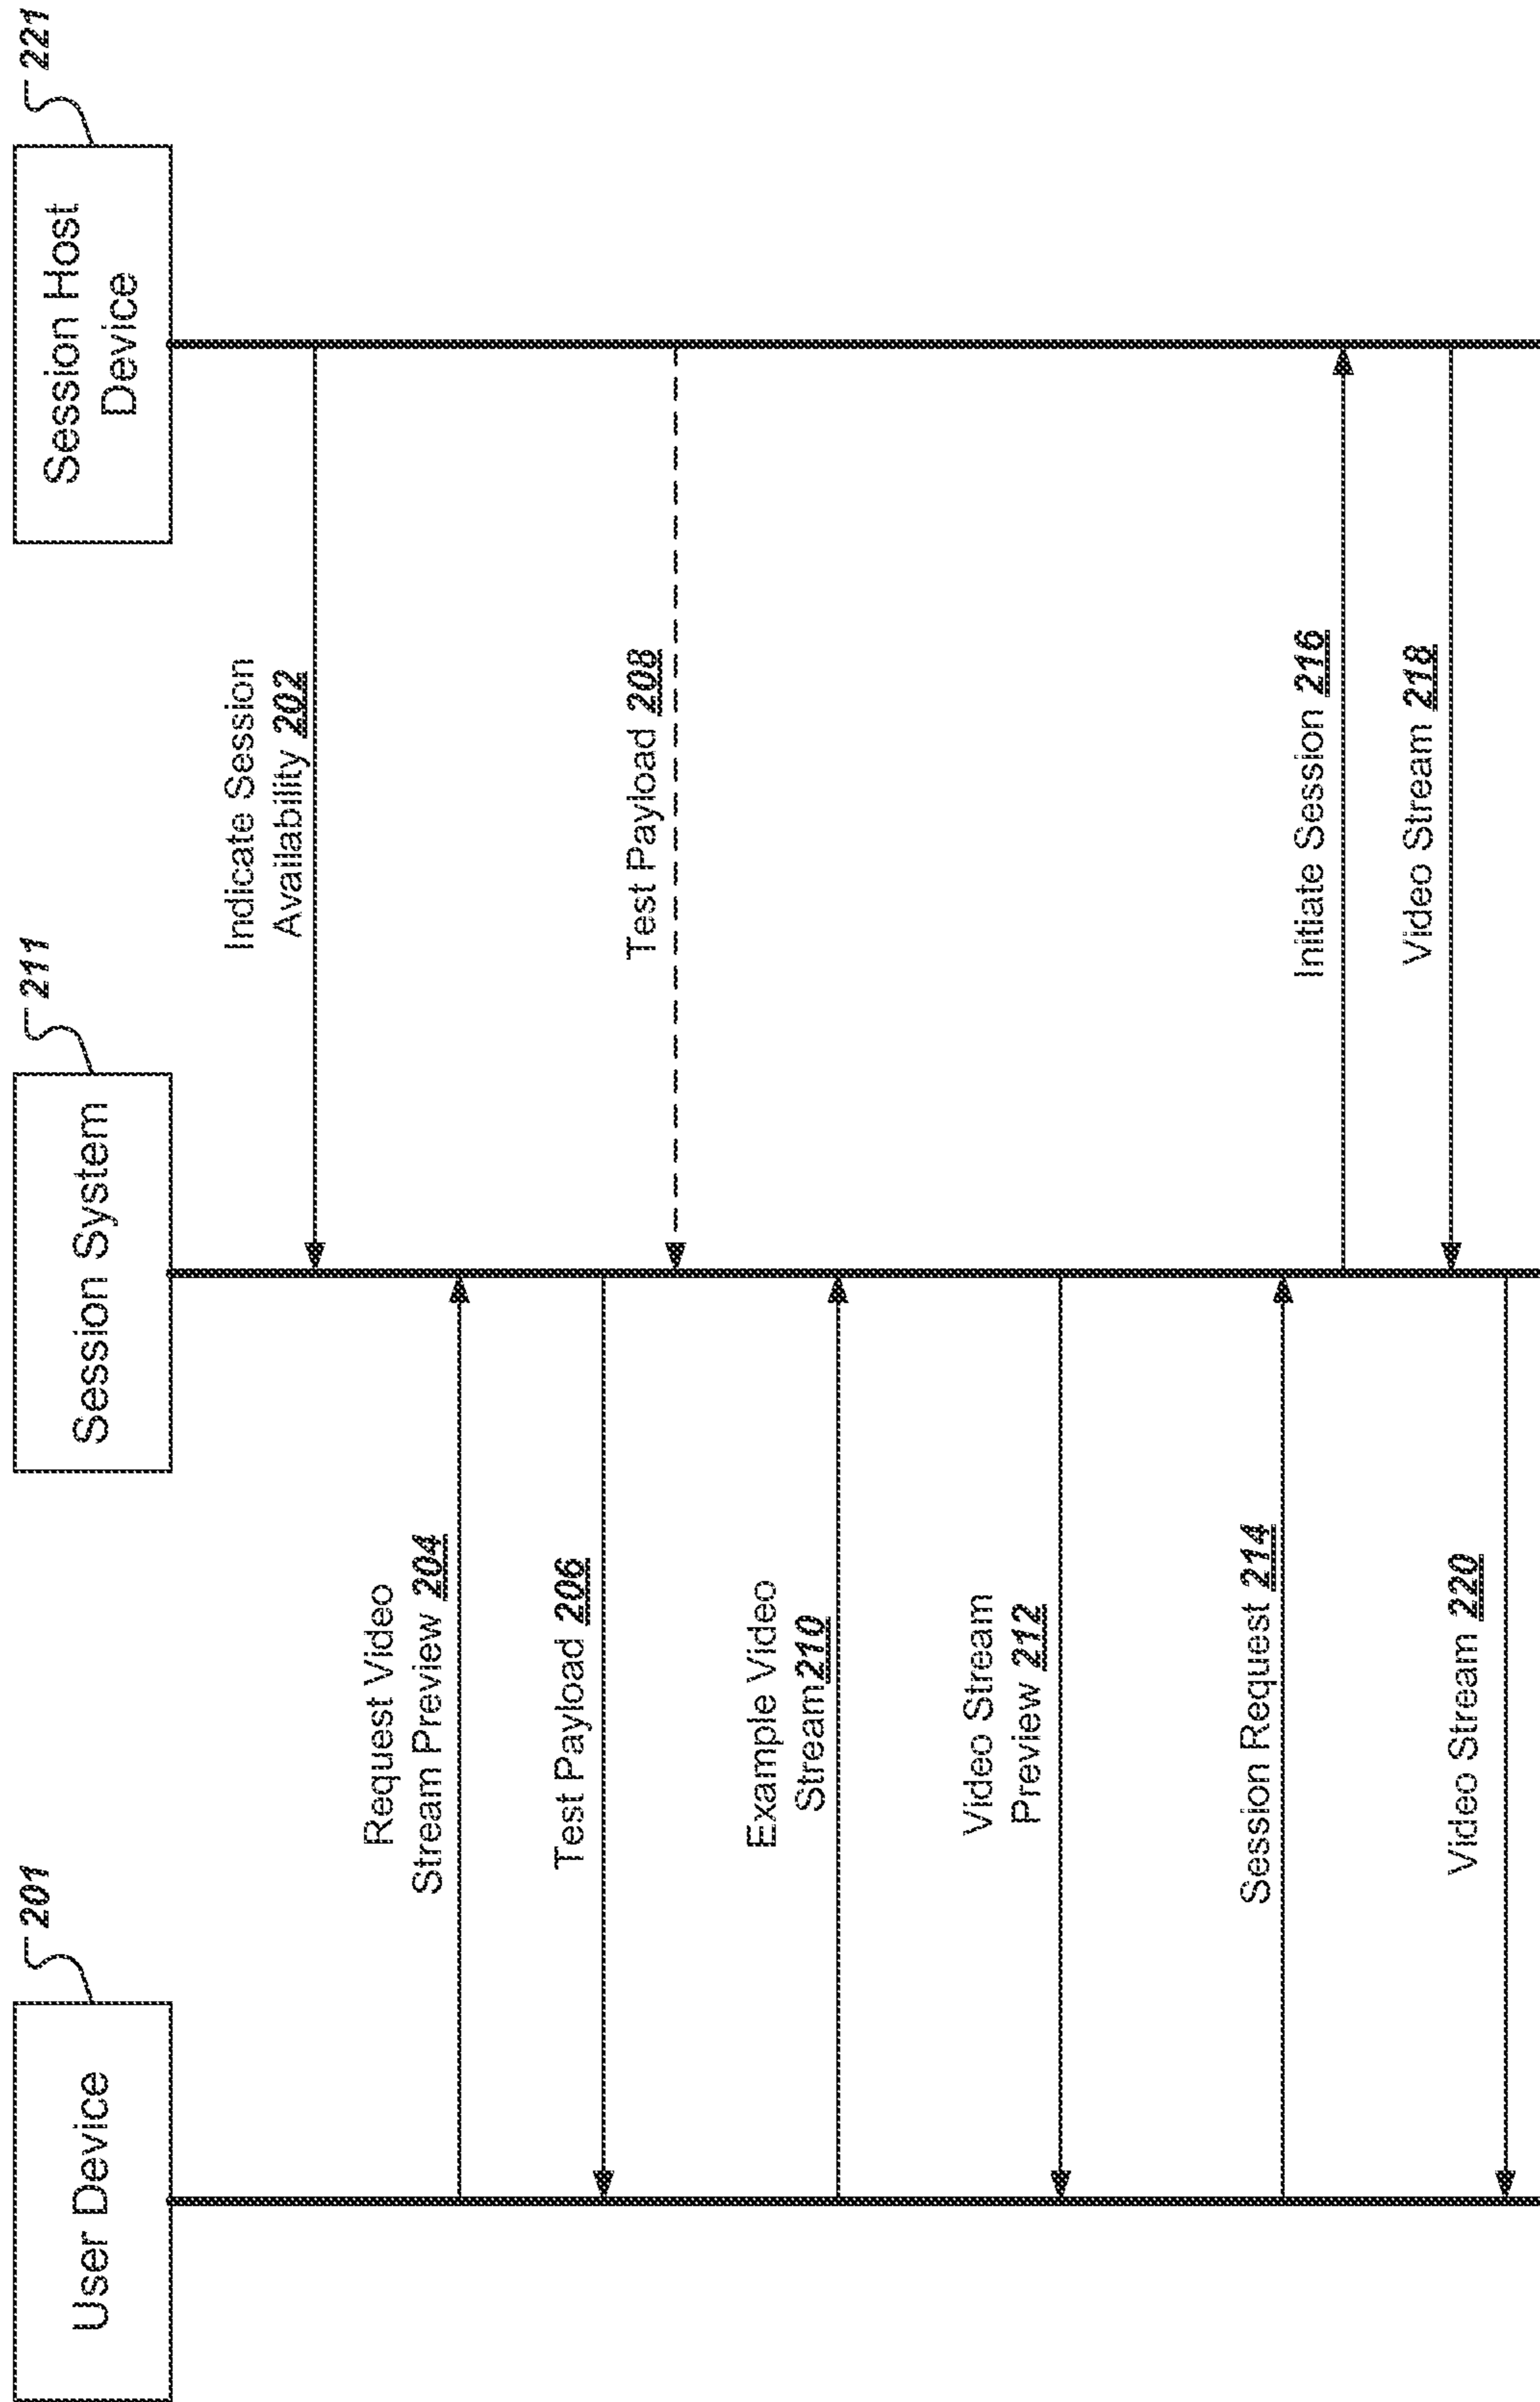 User Device
201
Session System
211
Session Host
Device
221
Indicate Session
Availability 202
Request Video
Stream Preview 204
Test Payload 206
Test Payload 208
Example Video
Stream210
Video Stream
Preview 212
Session Request 214
Initiate Session 216
Video Stream 218
Video Stream 220